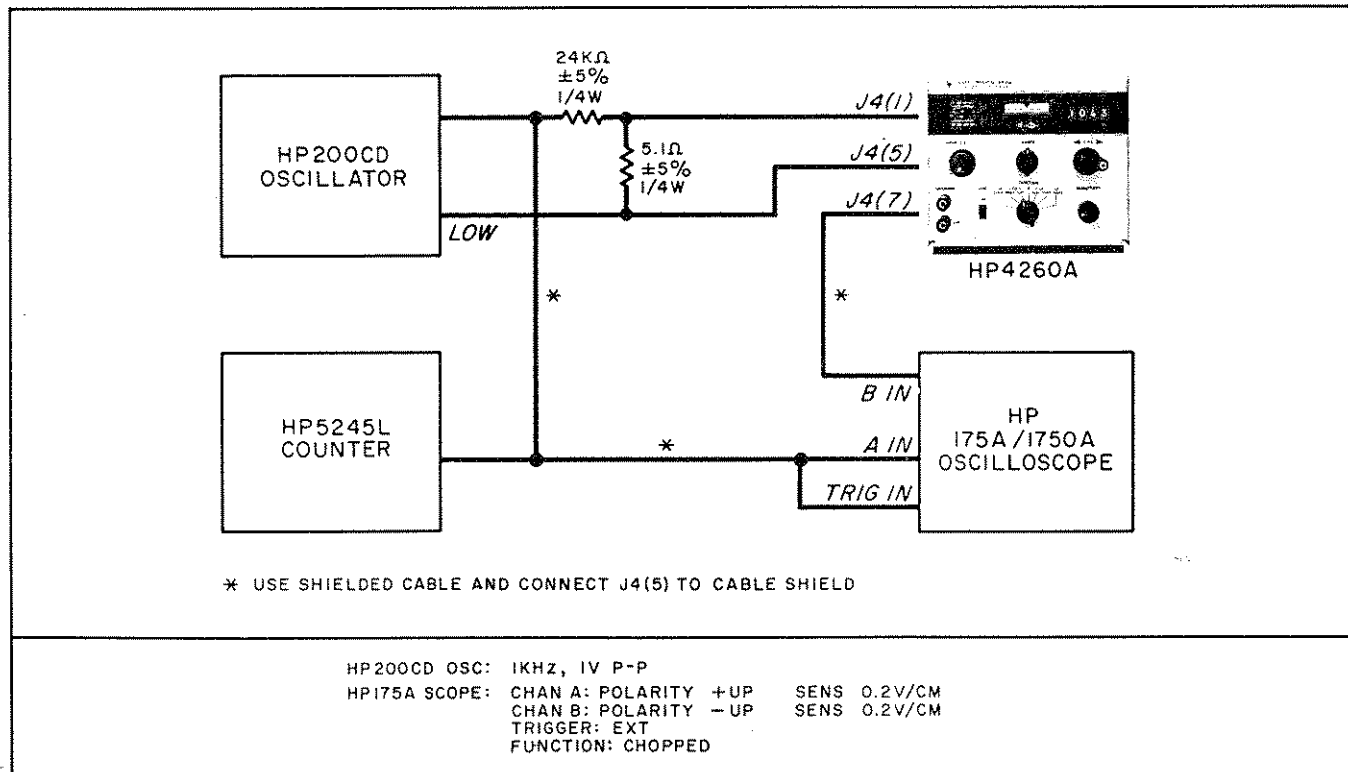 24KΩ
±5%
1/4W
J4(1)
HP200CD
OSCILLATOR
5.1Ω
±5%
1/4W
J4(5)
J4(7)
LOW
HP4260A
*
*
HP5245L
COUNTER
B IN
HP
175A/1750A
OSCILLOSCOPE
*
A IN
TRIG IN
* USE SHIELDED CABLE AND CONNECT J4(5) TO CABLE SHIELD
HP200CD OSC: 1KHz, 1V P-P
HP175A SCOPE: CHAN A: POLARITY +UP SENS 0.2V/CM
CHAN B: POLARITY -UP SENS 0.2V/CM
TRIGGER: EXT
FUNCTION: CHOPPED